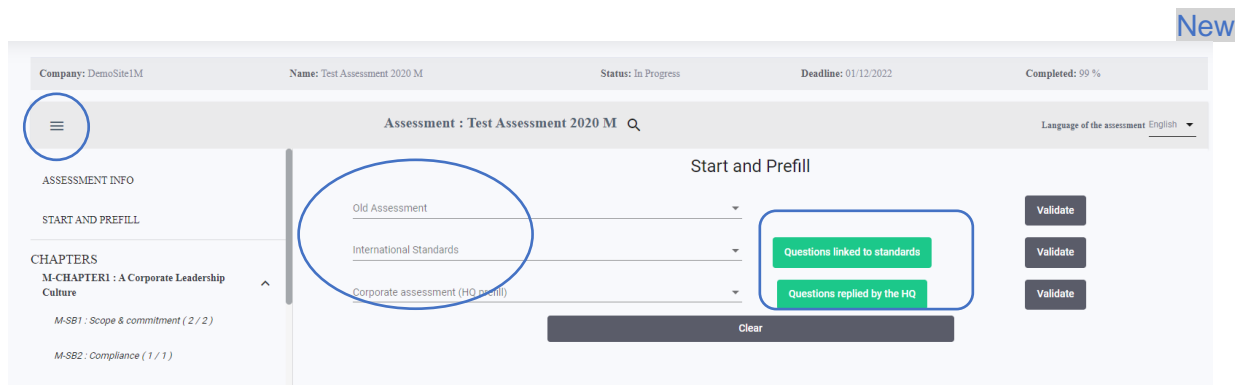 New
Company: DemoSite1M Name: Test Assessment 2020 M Status: In Progress Deadline: 01/12/2022 Completed: 99 %
Assessment : Test Assessment 2020 M Language of the assessment English
ASSESSMENT INFO
START AND PREFILL
CHAPTERS
M-CHAPTER1 : A Corporate Leadership
Culture
M-SB1 : Scope & commitment ( 2 / 2 )
M-SB2 : Compliance ( 1 / 1 )
Start and Prefill
Old Assessment Validate
International Standards Questions linked to standards Validate
Corporate assessment (HQ prefill) Questions replied by the HQ Validate
Clear